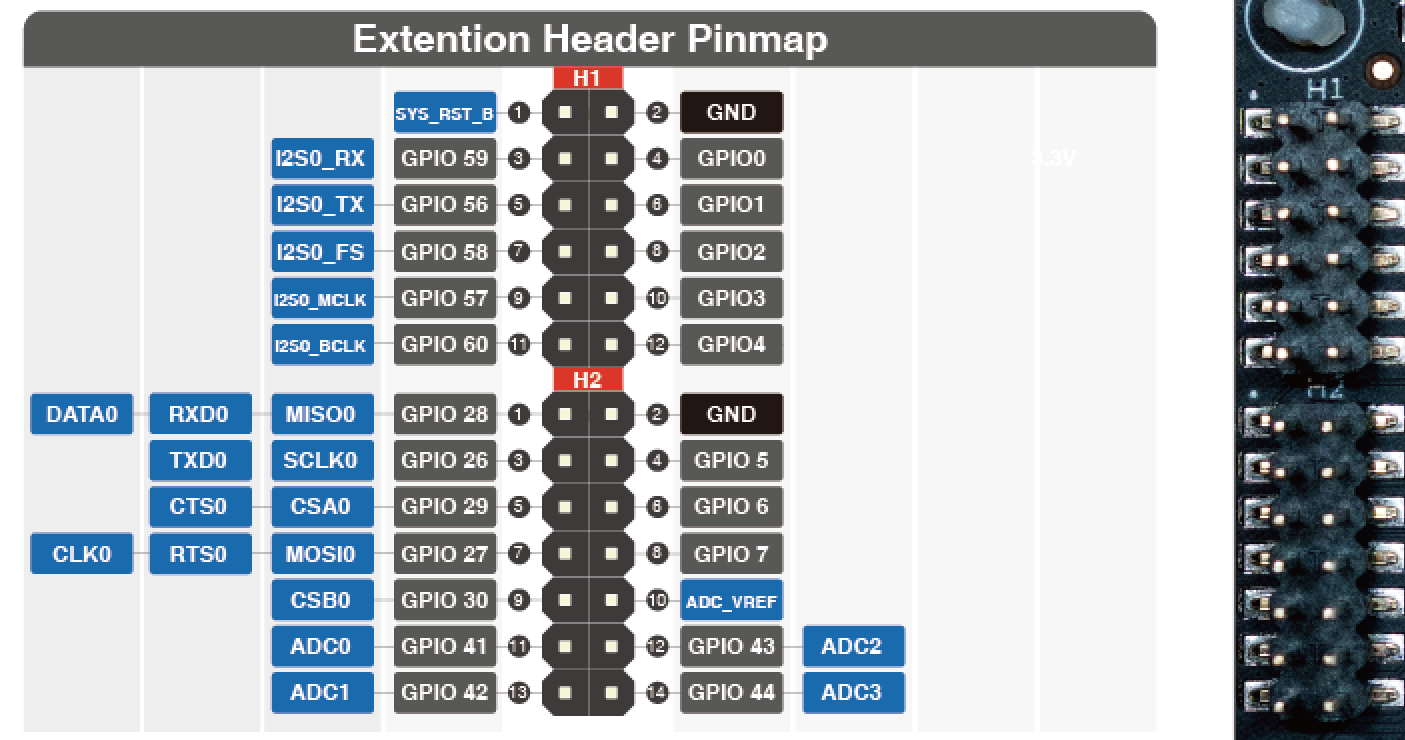 Extention Header Pinmap
H1
SYS_RST_B 1 2 GND
I2S0_RX GPIO 59 3 4 GPIO0 3.3V
I2S0_TX GPIO 56 5 6 GPIO1
I2S0_FS GPIO 58 7 8 GPIO2
I2S0_MCLK GPIO 57 9 10 GPIO3
I2S0_BCLK GPIO 60 11 12 GPIO4
H2
DATA0 RXD0 MISO0 GPIO 28 1 2 GND
TXD0 SCLK0 GPIO 26 3 4 GPIO 5
CTS0 CSA0 GPIO 29 5 6 GPIO 6
CLK0 RTS0 MOSI0 GPIO 27 7 8 GPIO 7
CSB0 GPIO 30 9 10 ADC_VREF
ADC0 GPIO 41 11 12 GPIO 43 ADC2
ADC1 GPIO 42 13 14 GPIO 44 ADC3
H1
H2